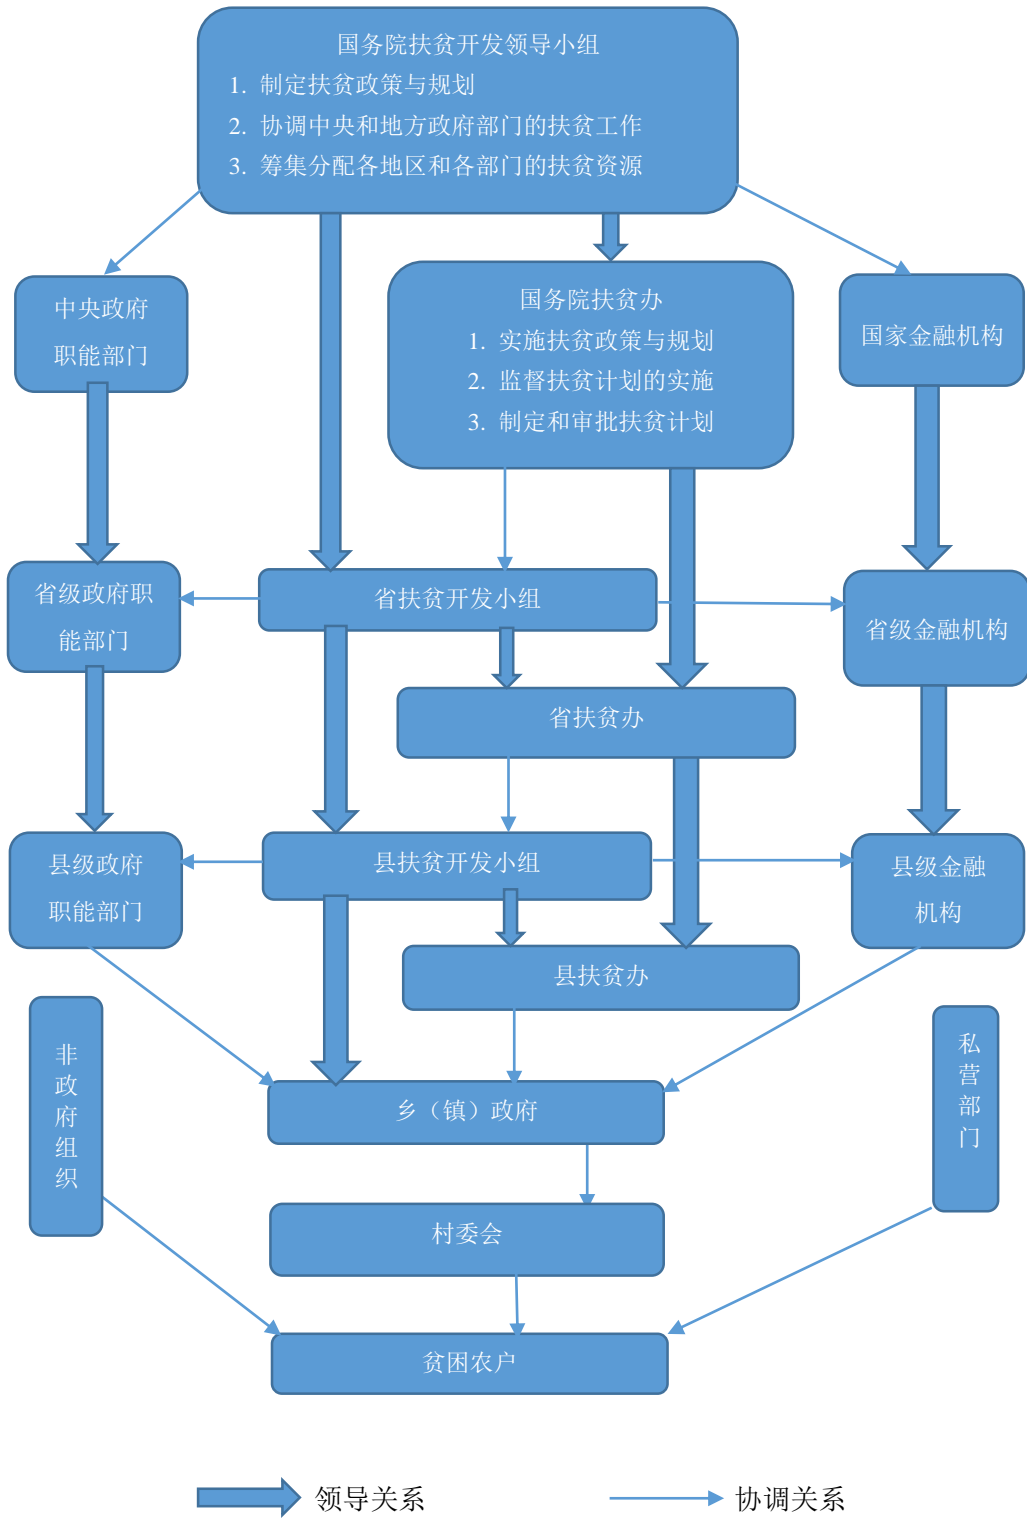 国务院扶贫开发领导小组
1. 制定扶贫政策与规划
2. 协调中央和地方政府部门的扶贫工作
3. 筹集分配各地区和各部门的扶贫资源
中央政府
职能部门
国务院扶贫办
1. 实施扶贫政策与规划
2. 监督扶贫计划的实施
3. 制定和审批扶贫计划
国家金融机构
省级政府职
能部门
省扶贫开发小组
省级金融机构
省扶贫办
县级政府
职能部门
县扶贫开发小组
县级金融
机构
县扶贫办
非政府组织
私营部门
乡（镇）政府
村委会
贫困农户
领导关系
协调关系